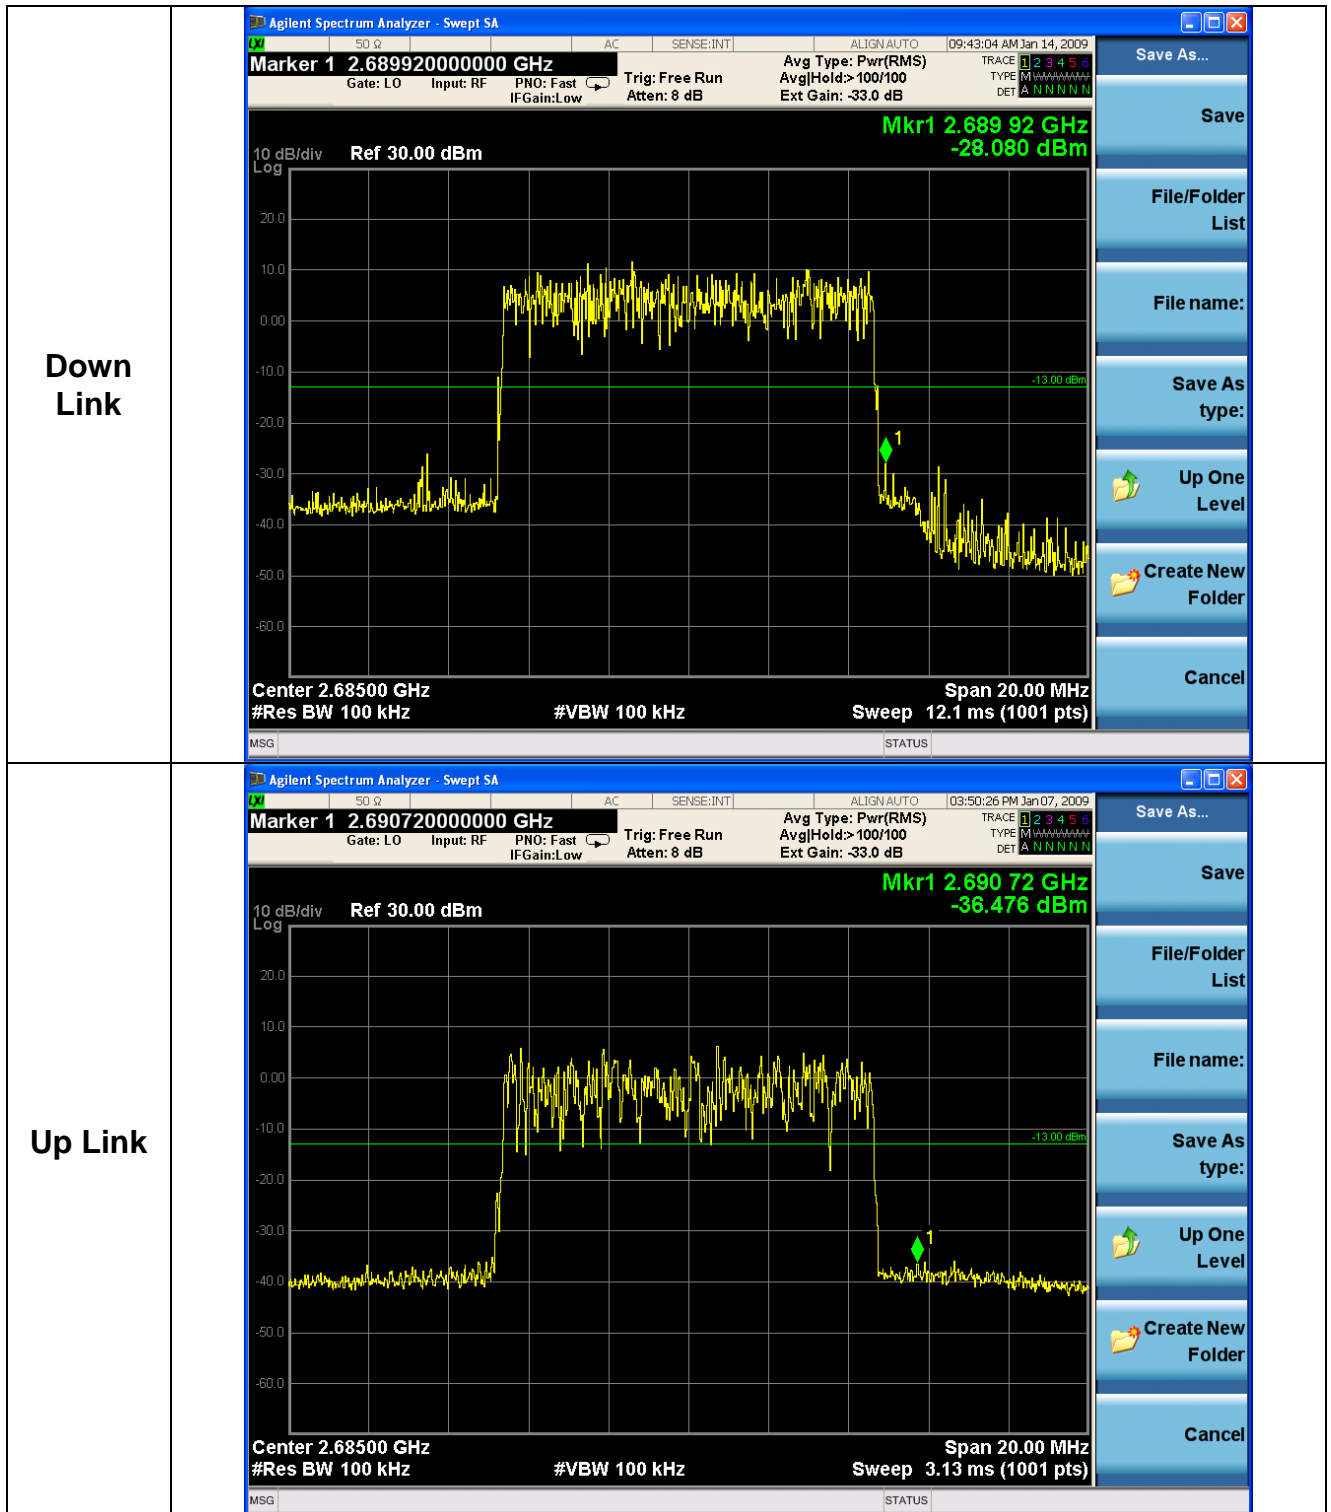 Down
Link
Agilent Spectrum Analyzer - Swept SA
LXI 50 Ω AC SENSE:INT ALIGN AUTO 09:43:04 AM Jan 14, 2009
Marker 1 2.689920000000 GHz
Gate: LO Input: RF PNO: Fast
IFGain:Low
Trig: Free Run
Atten: 8 dB
Avg Type: Pwr(RMS)
Avg|Hold:>100/100
Ext Gain: -33.0 dB
TRACE 1 2 3 4 5 6
TYPE M
DET A N N N N N
Mkr1 2.689 92 GHz
-28.080 dBm
10 dB/div Ref 30.00 dBm
Log
20.0
10.0
0.00
-10.0
-13.00 dBm
-20.0
1
-30.0
-40.0
-50.0
-60.0
Center 2.68500 GHz Span 20.00 MHz
#Res BW 100 kHz #VBW 100 kHz Sweep 12.1 ms (1001 pts)
MSG STATUS
Save As...
Save
File/Folder
List
File name:
Save As
type:
Up One
Level
Create New
Folder
Cancel
Up Link
Agilent Spectrum Analyzer - Swept SA
LXI 50 Ω AC SENSE:INT ALIGN AUTO 03:50:26 PM Jan 07, 2009
Marker 1 2.690720000000 GHz
Gate: LO Input: RF PNO: Fast
IFGain:Low
Trig: Free Run
Atten: 8 dB
Avg Type: Pwr(RMS)
Avg|Hold:>100/100
Ext Gain: -33.0 dB
TRACE 1 2 3 4 5 6
TYPE M
DET A N N N N N
Mkr1 2.690 72 GHz
-36.476 dBm
10 dB/div Ref 30.00 dBm
Log
20.0
10.0
0.00
-10.0
-13.00 dBm
-20.0
-30.0
1
-40.0
-50.0
-60.0
Center 2.68500 GHz Span 20.00 MHz
#Res BW 100 kHz #VBW 100 kHz Sweep 3.13 ms (1001 pts)
MSG STATUS
Save As...
Save
File/Folder
List
File name:
Save As
type:
Up One
Level
Create New
Folder
Cancel